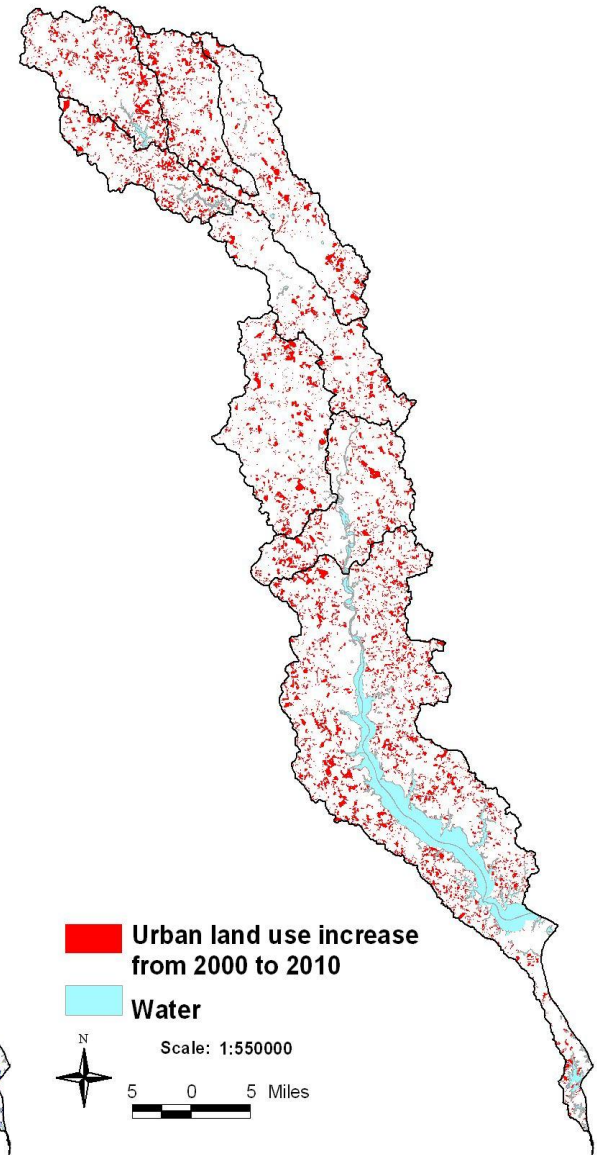 Urban land use increase
from 2000 to 2010
Water
N
Scale: 1:550000
5 0 5 Miles